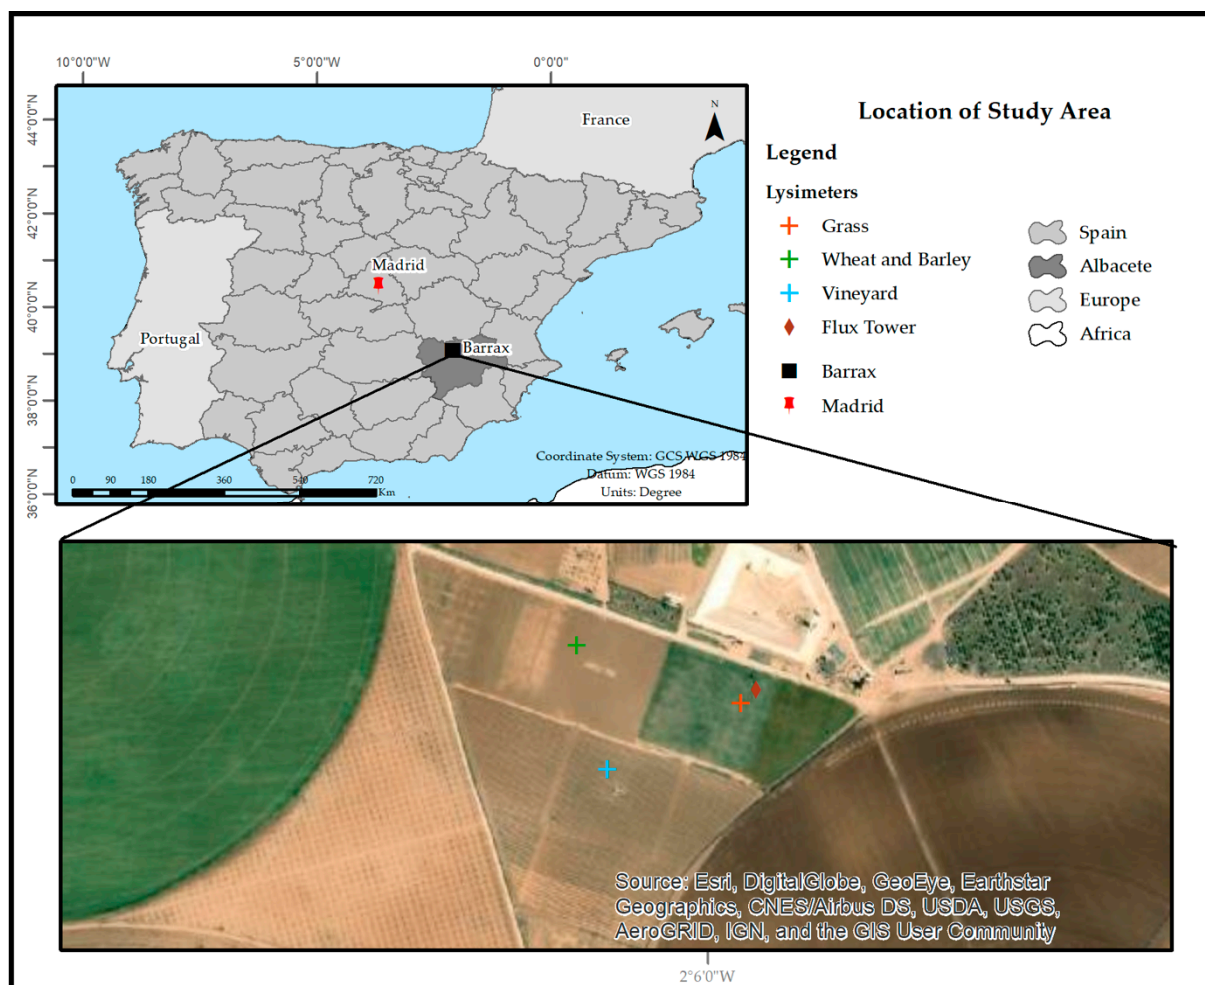 10°0'0"W 5°0'0"W 0°0'0"
44°0'0"N
42°0'0"N
40°0'0"N
38°0'0"N
36°0'0"N
France
N
Madrid
Portugal
Barrax
Coordinate System: GCS WGS 1984
Datum: WGS 1984
Units: Degree
0 90 180 360 540 720
Km
Location of Study Area
Legend
Lysimeters
Grass
Wheat and Barley
Vineyard
Flux Tower
Barrax
Madrid
Spain
Albacete
Europe
Africa
Source: Esri, DigitalGlobe, GeoEye, Earthstar
Geographics, CNES/Airbus DS, USDA, USGS,
AeroGRID, IGN, and the GIS User Community
2°6'0"W